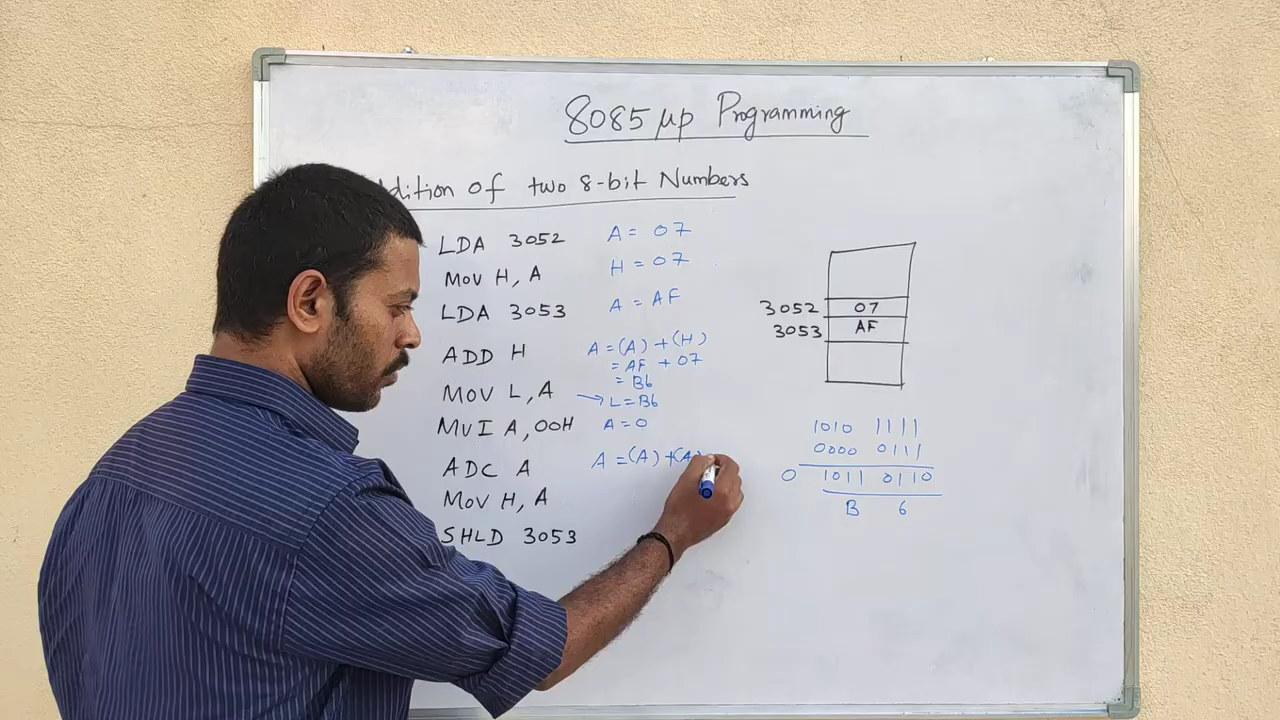 8085 μp Programming
dition of two 8-bit Numbers
LDA 3052 A = 07
MOV H, A H = 07
LDA 3053 A = AF
ADD H A = (A) + (H)
= AF + 07
= B6
MOV L, A → L = B6
MVI A, 00H A = 0
ADC A A = (A) + (A)
MOV H, A
SHLD 3053
3052 07
3053 AF
1010 1111
0000 0111
0 1011 0110
B 6